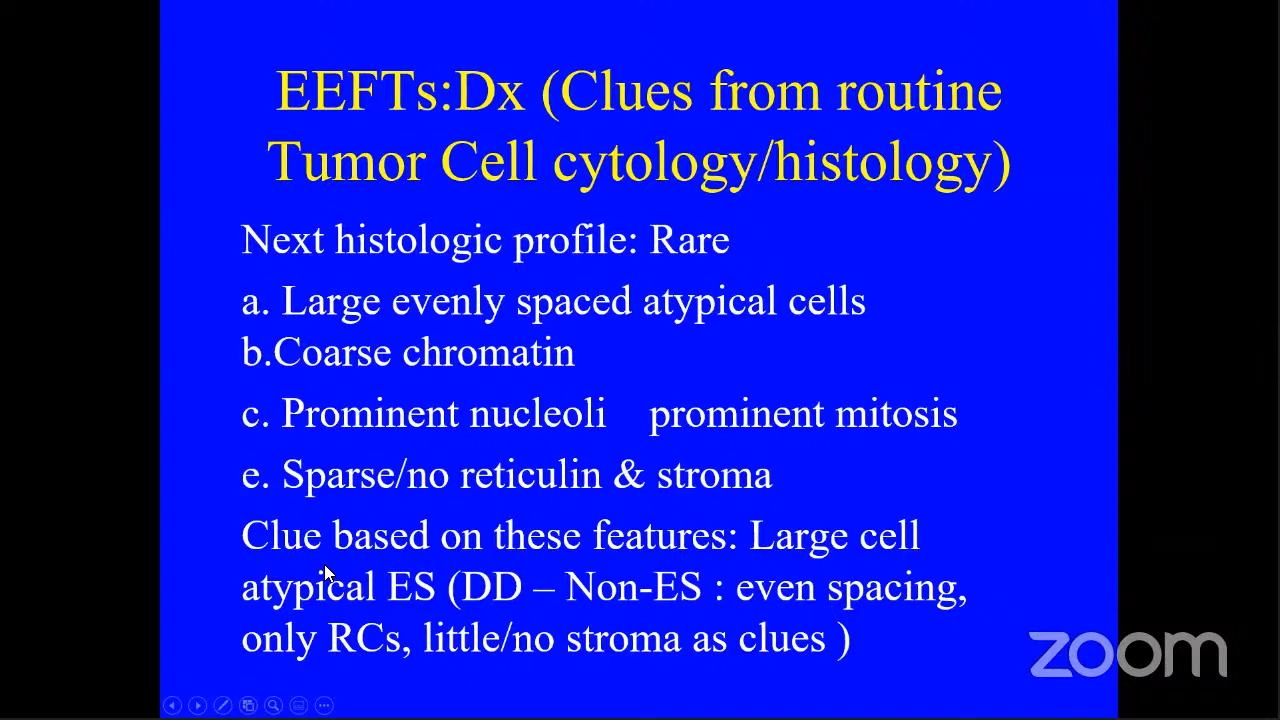 EEFTs:Dx (Clues from routine
Tumor Cell cytology/histology)
Next histologic profile: Rare
a. Large evenly spaced atypical cells
b.Coarse chromatin
c. Prominent nucleoli prominent mitosis
e. Sparse/no reticulin & stroma
Clue based on these features: Large cell
atypical ES (DD – Non-ES : even spacing,
only RCs, little/no stroma as clues )
zoom